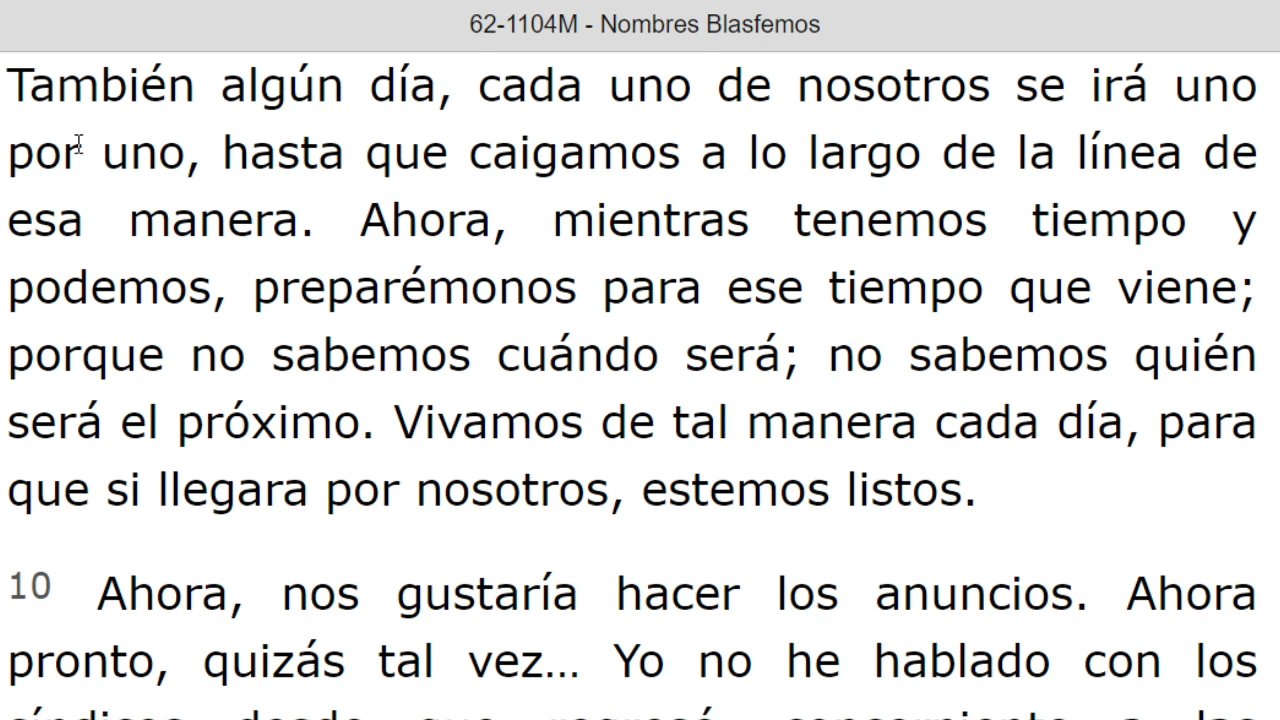 62-1104M - Nombres Blasfemos
También algún día, cada uno de nosotros se irá uno
por uno, hasta que caigamos a lo largo de la línea de
esa manera. Ahora, mientras tenemos tiempo y
podemos, preparémonos para ese tiempo que viene;
porque no sabemos cuándo será; no sabemos quién
será el próximo. Vivamos de tal manera cada día, para
que si llegara por nosotros, estemos listos.
10 Ahora, nos gustaría hacer los anuncios. Ahora
pronto, quizás tal vez… Yo no he hablado con los